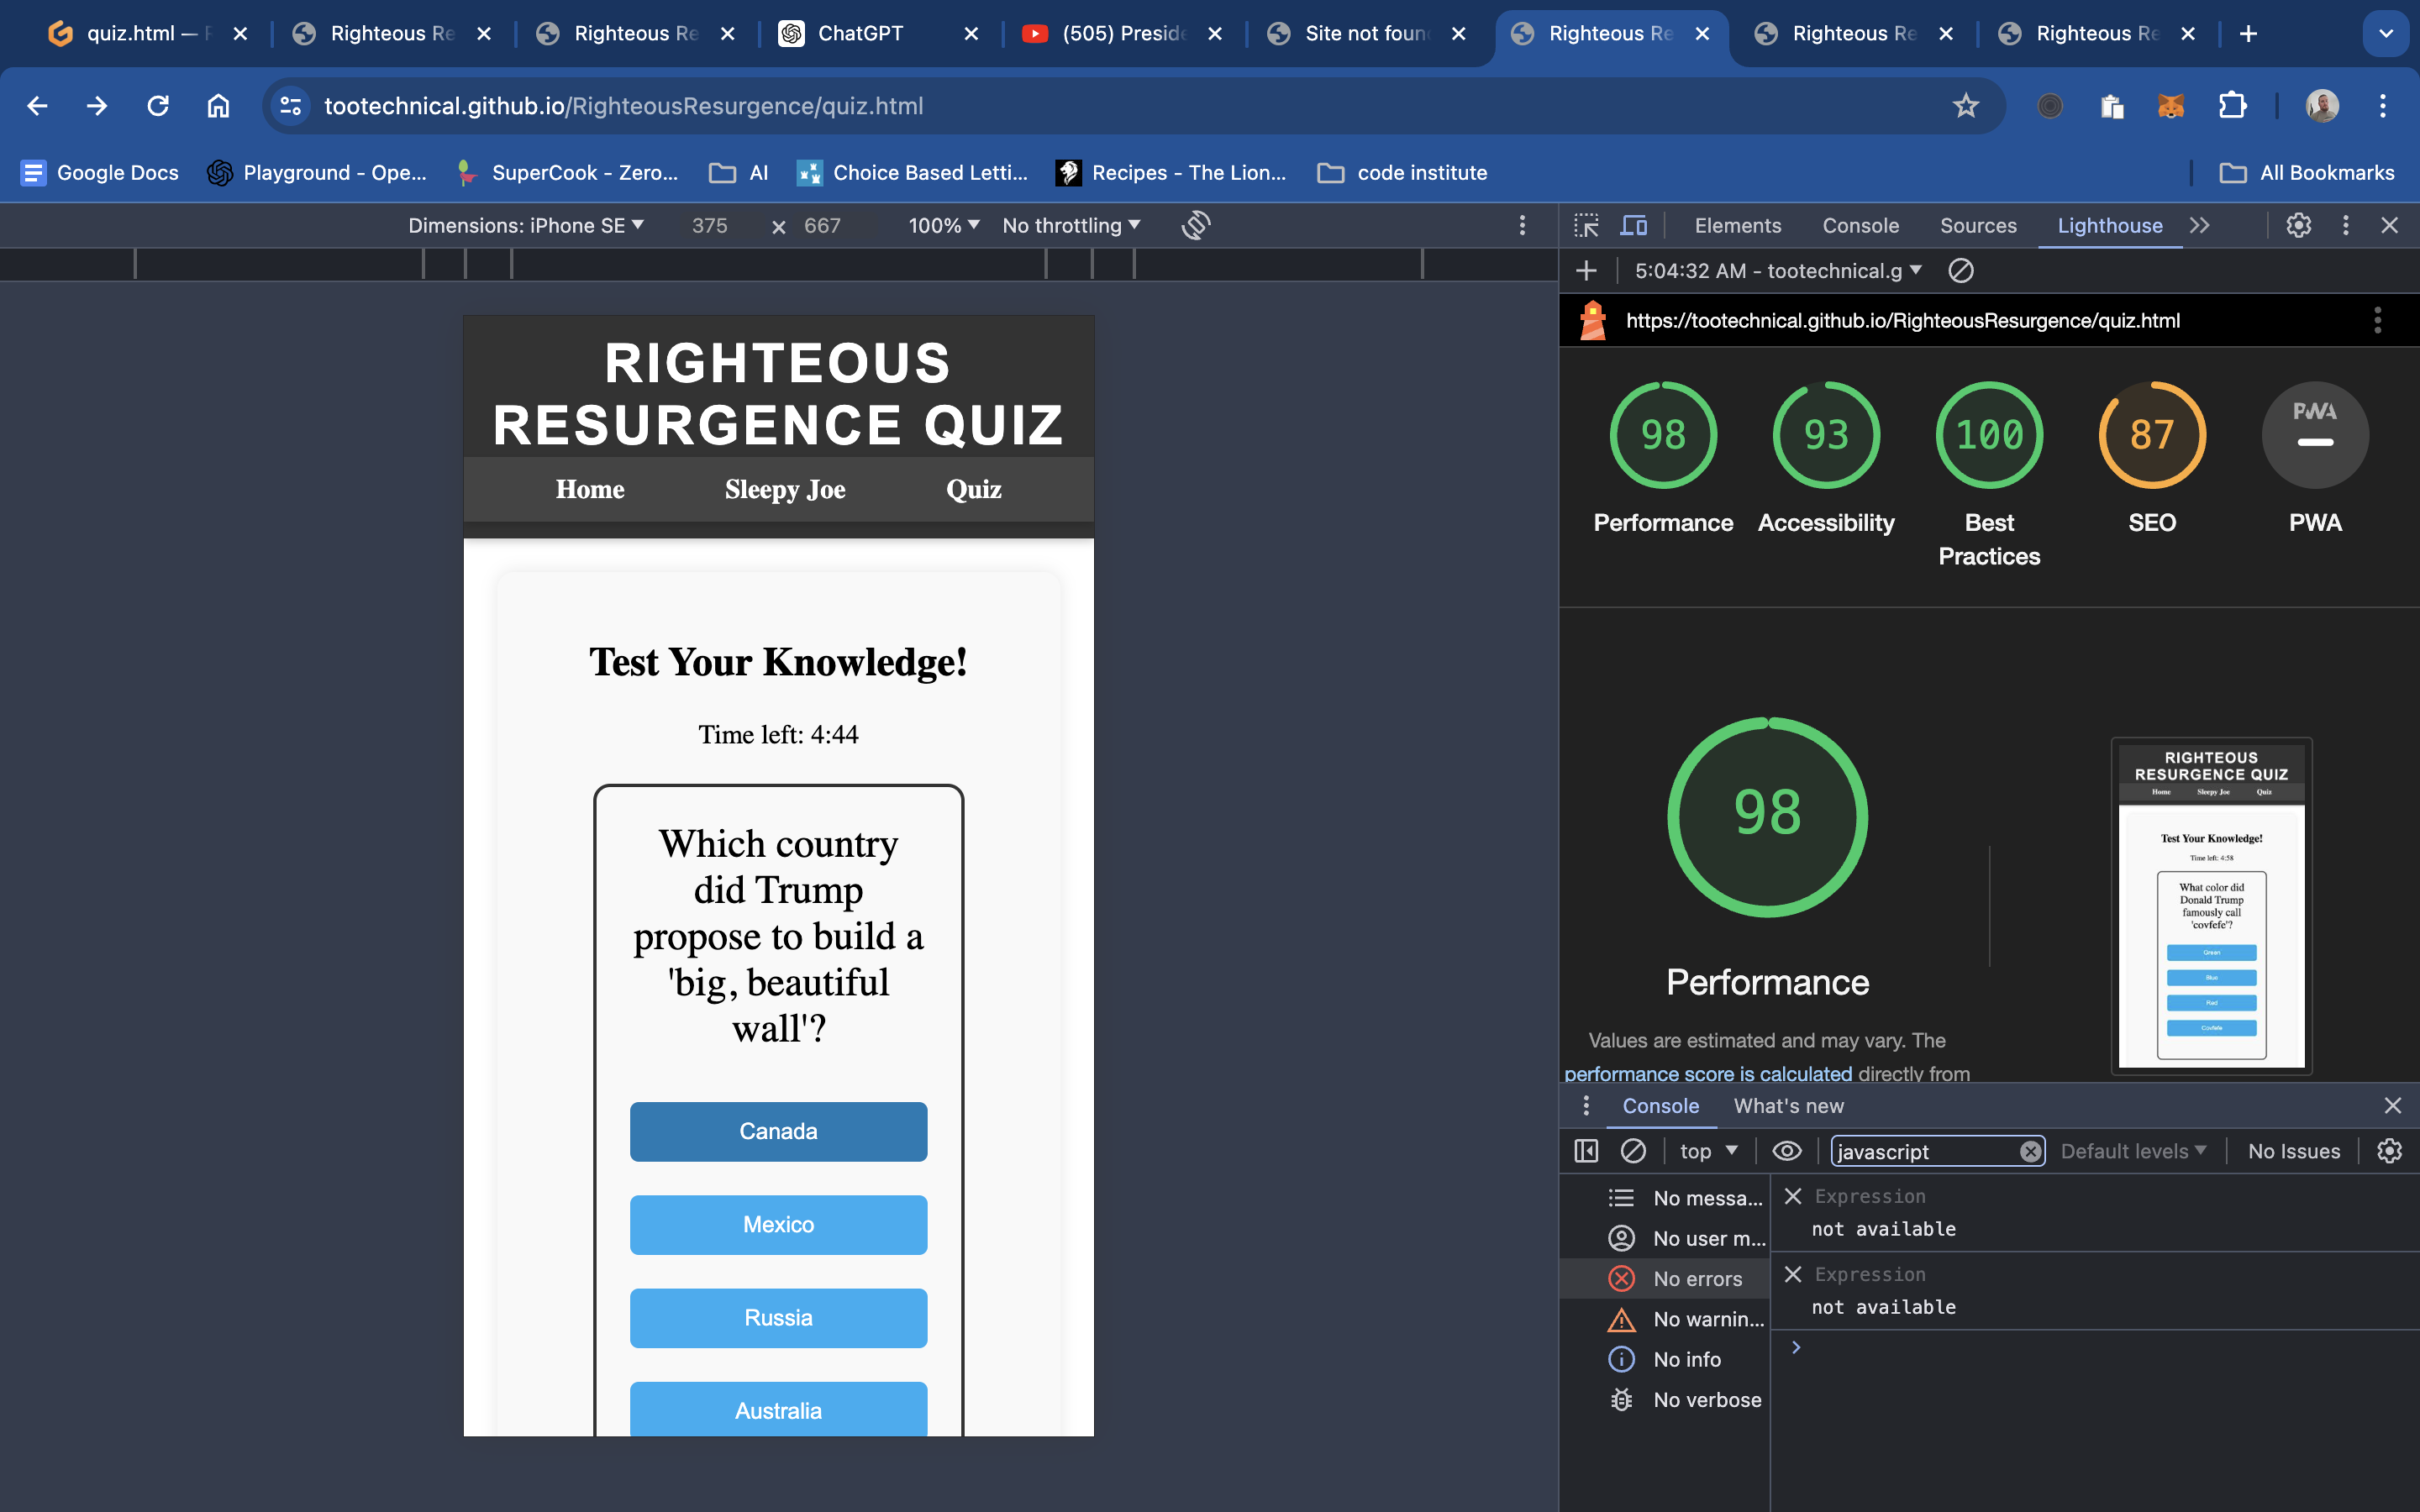 quiz.html — R
Righteous Re
Righteous Re
ChatGPT
(505) Preside
Site not foun
Righteous Re
Righteous Re
Righteous Re
tootechnical.github.io/RighteousResurgence/quiz.html
Google Docs
Playground - Ope...
SuperCook - Zero...
AI
Choice Based Letti...
Recipes - The Lion...
code institute
All Bookmarks
Dimensions: iPhone SE
375
×
667
100%
No throttling
Elements
Console
Sources
Lighthouse
5:04:32 AM - tootechnical.g
https://tootechnical.github.io/RighteousResurgence/quiz.html
RIGHTEOUS
RESURGENCE QUIZ
Home
Sleepy Joe
Quiz
Test Your Knowledge!
Time left: 4:44
Which country
did Trump
propose to build a
'big, beautiful
wall'?
Canada
Mexico
Russia
Australia
98
93
100
87
PWA
Performance
Accessibility
Best
Practices
SEO
PWA
98
Performance
Values are estimated and may vary. The
performance score is calculated directly from
RIGHTEOUS
RESURGENCE QUIZ
Home
Sleepy Joe
Quiz
Test Your Knowledge!
Time left: 4:58
What color did
Donald Trump
famously call
'covfefe'?
Green
Blue
Red
Covfefe
Console
What's new
top
javascript
Default levels
No Issues
No messa...
No user m...
No errors
No warnin...
No info
No verbose
Expression
not available
Expression
not available